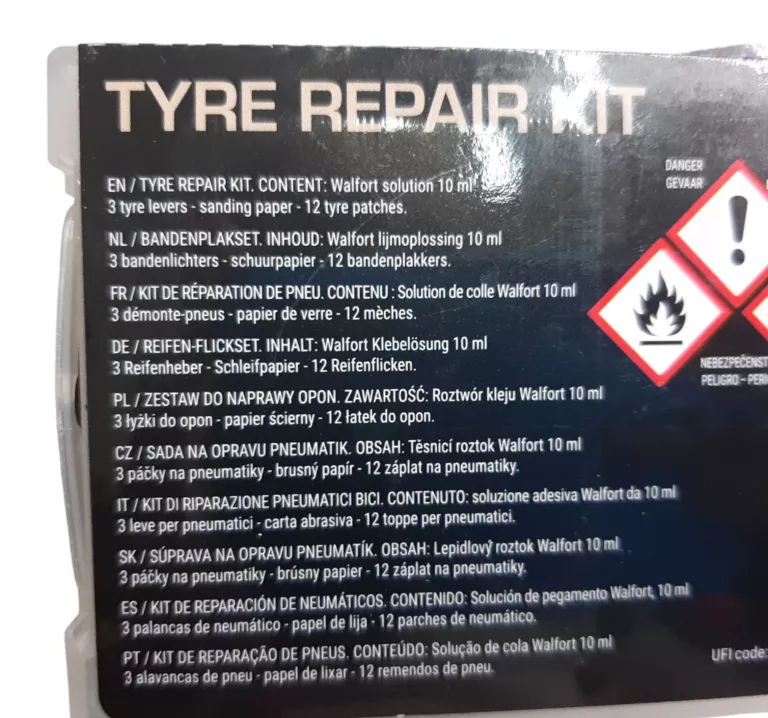 TYRE REPAIR KIT
EN / TYRE REPAIR KIT. CONTENT: Walfort solution 10 ml
3 tyre levers - sanding paper - 12 tyre patches.
NL / BANDENPLAKSET. INHOUD: Walfort lijmoplossing 10 ml
3 bandenlichters - schuurpapier - 12 bandenplakkers.
FR / KIT DE RÉPARATION DE PNEU. CONTENU : Solution de colle Walfort 10 ml
3 démonte-pneus - papier de verre - 12 mèches.
DE / REIFEN-FLICKSET. INHALT: Walfort Klebelösung 10 ml
3 Reifenheber - Schleifpapier - 12 Reifenflicken.
PL / ZESTAW DO NAPRAWY OPON. ZAWARTOŚĆ: Roztwór kleju Walfort 10 ml
3 łyżki do opon - papier ścierny - 12 łatek do opon.
CZ / SADA NA OPRAVU PNEUMATIK. OBSAH: Těsnicí roztok Walfort 10 ml
3 páčky na pneumatiky - brusný papír - 12 záplat na pneumatiky.
IT / KIT DI RIPARAZIONE PNEUMATICI BICI. CONTENUTO: soluzione adesiva Walfort da 10 ml
3 leve per pneumatici - carta abrasiva - 12 toppe per pneumatici.
SK / SÚPRAVA NA OPRAVU PNEUMATÍK. OBSAH: Lepidlový roztok Walfort 10 ml
3 páčky na pneumatiky - brúsny papier - 12 záplat na pneumatiky.
ES / KIT DE REPARACIÓN DE NEUMÁTICOS. CONTENIDO: Solución de pegamento Walfort, 10 ml
3 palancas de neumático - papel de lija - 12 parches de neumático.
PT / KIT DE REPARAÇÃO DE PNEUS. CONTEÚDO: Solução de cola Walfort 10 ml
3 alavancas de pneu - papel de lixar - 12 remendos de pneu.
DANGER
GEVAAR
PELIGRO –
UFI code: